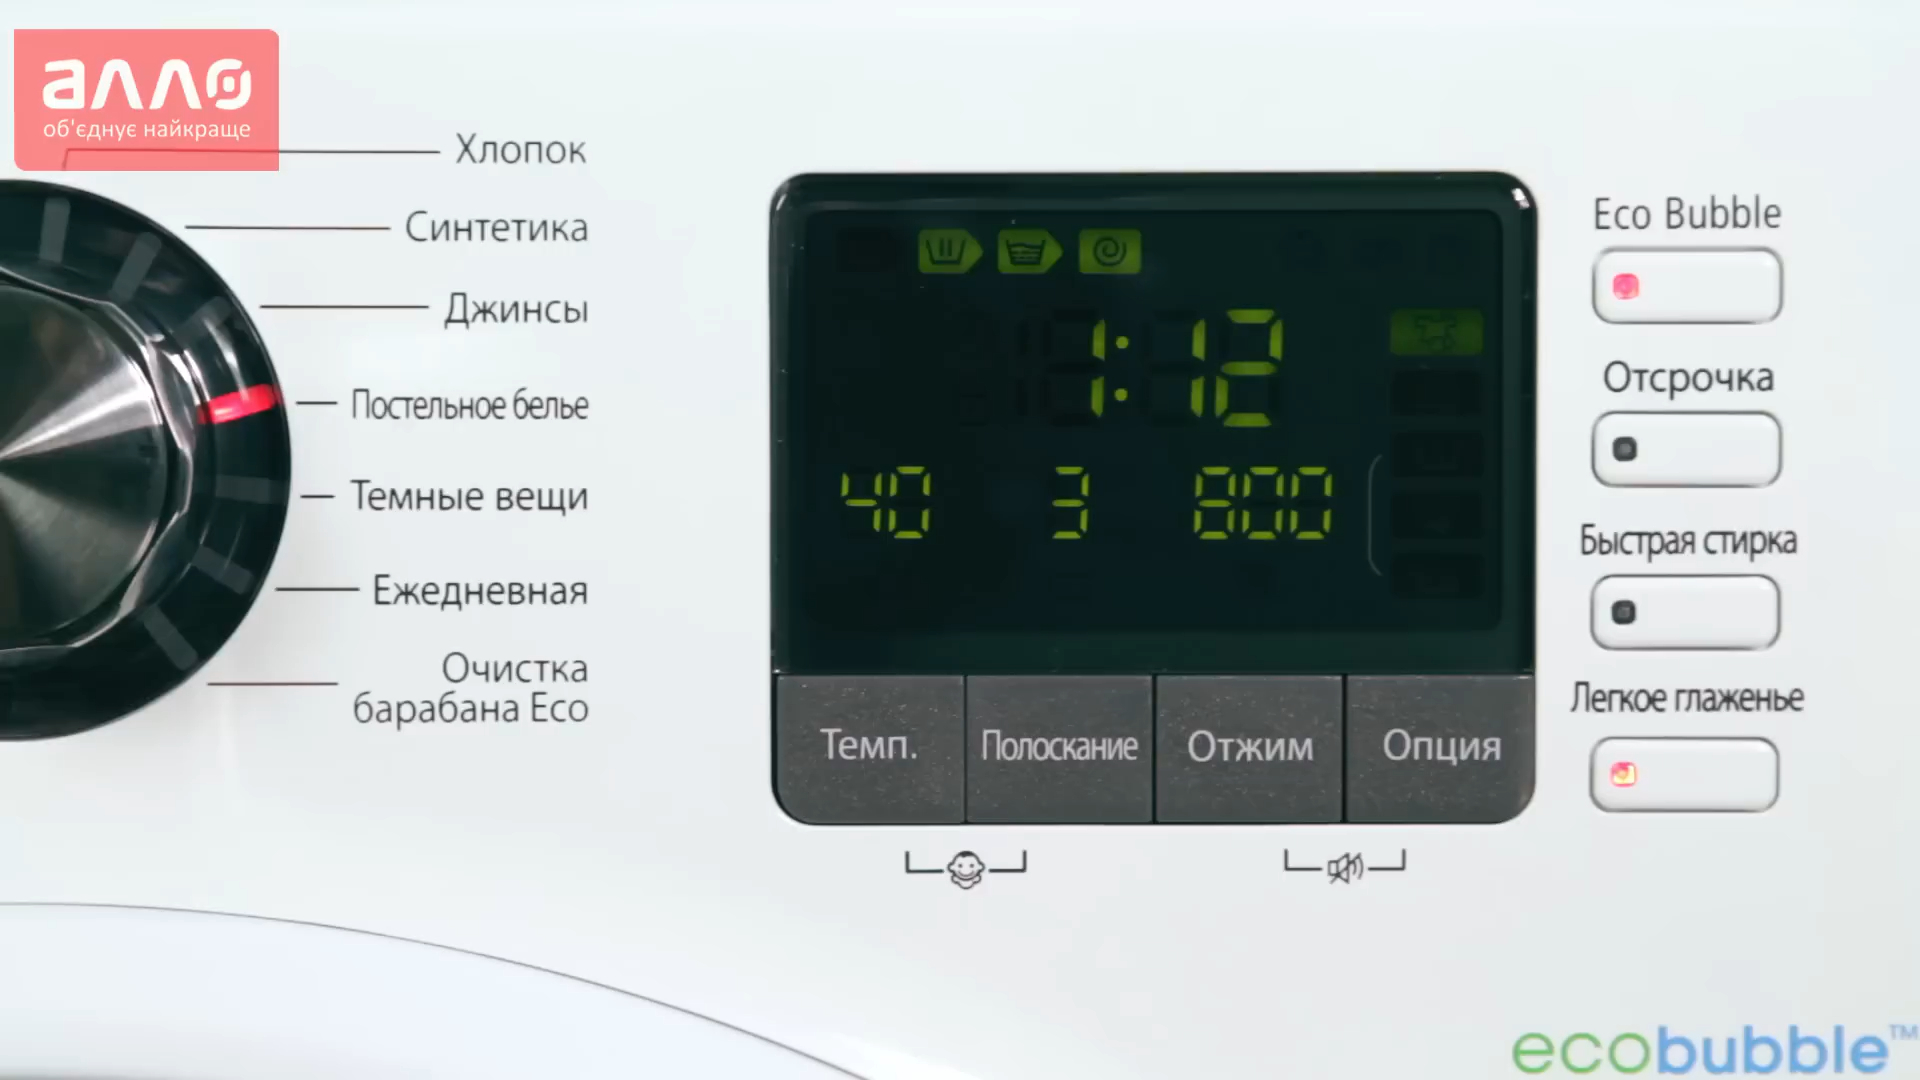 алло
об'єднує найкраще
Хлопок
Синтетика
Джинсы
Постельное белье
Темные вещи
Ежедневная
Очистка
барабана Eco
1:12
40 3 800
Темп. Полоскание Отжим Опция
Eco Bubble
Отсрочка
Быстрая стирка
Легкое глаженье
ecobubble™